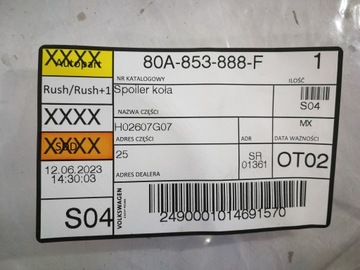 XXXX
Autopart
80A-853-888-F
1
NR KATALOGOWY
ILOŚĆ
Rush/Rush+1
Spoiler koła
S04
NAZWA CZĘŚCI
XXXX
H02607G07
MX
ADRES CZĘŚCI
ADR
DATA WAŻNOŚCI
XXXX
SOD
25
SR
01361
OT02
12.06.2023
14:30:03
ADRES DEALERA
S04
VOLKSWAGEN
2490001014691570